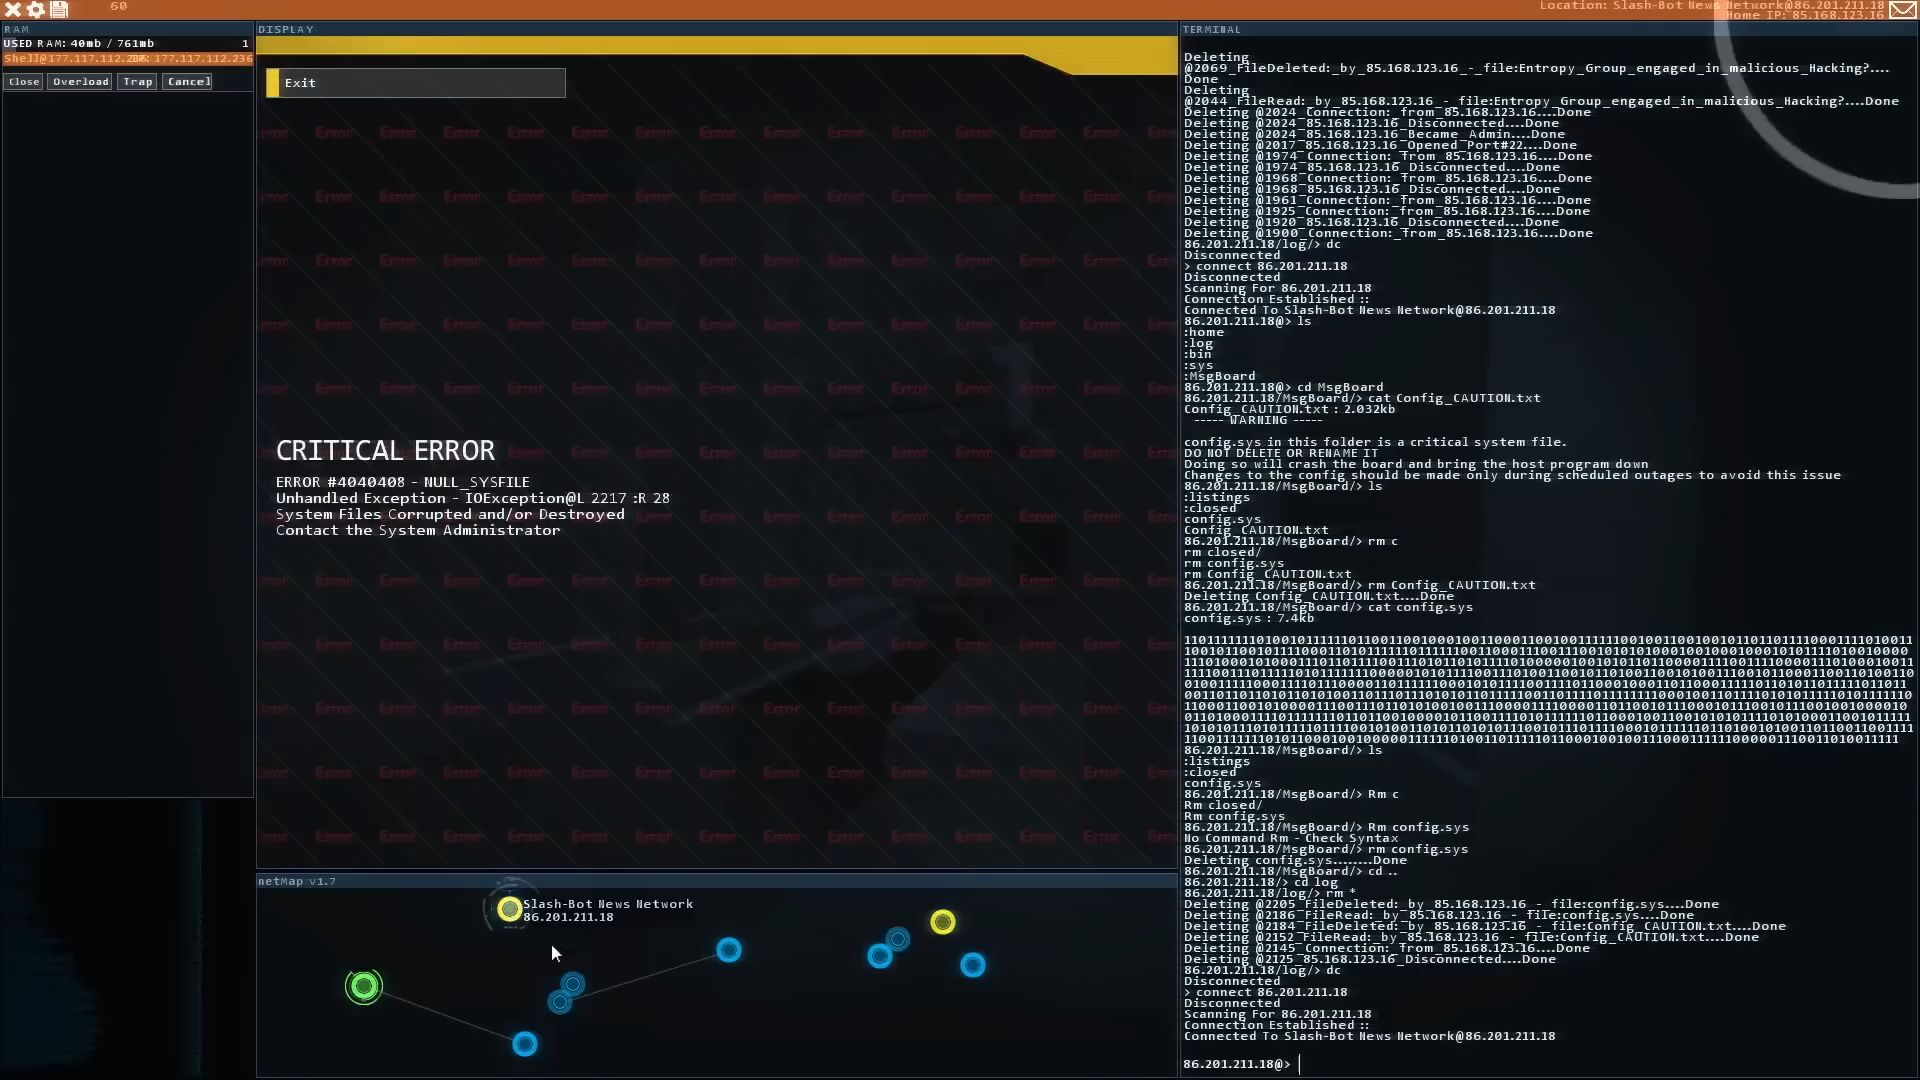 60
Location: Slash-Bot News Network@86.201.211.18
Home IP: 85.168.123.16
RAM
USED RAM: 40mb / 761mb 1
Shell@177.117.112.236
177.117.112.236
Close Overload Trap Cancel
DISPLAY
Exit
CRITICAL ERROR
ERROR #4040408 - NULL_SYSFILE
Unhandled Exception - IOException@L 2217 :R 28
System Files Corrupted and/or Destroyed
Contact the System Administrator
netMap v1.7
Slash-Bot News Network
86.201.211.18
TERMINAL
Deleting
@2069_FileDeleted:_by_85.168.123.16_-_file:Entropy_Group_engaged_in_malicious_Hacking?....
Done
Deleting
@2044_FileRead:_by_85.168.123.16_-_file:Entropy_Group_engaged_in_malicious_Hacking?....Done
Deleting @2024_Connection:_from_85.168.123.16....Done
Deleting @2024_85.168.123.16_Disconnected....Done
Deleting @2024_85.168.123.16_Became_Admin....Done
Deleting @2017_85.168.123.16_Opened_Port#22....Done
Deleting @1974_Connection:_from_85.168.123.16....Done
Deleting @1974_85.168.123.16_Disconnected....Done
Deleting @1968_Connection:_from_85.168.123.16....Done
Deleting @1968_85.168.123.16_Disconnected....Done
Deleting @1961_Connection:_from_85.168.123.16....Done
Deleting @1925_Connection:_from_85.168.123.16....Done
Deleting @1920_85.168.123.16_Disconnected....Done
Deleting @1900_Connection:_from_85.168.123.16....Done
86.201.211.18/log/> dc
Disconnected
> connect 86.201.211.18
Disconnected
Scanning For 86.201.211.18
Connection Established ::
Connected To Slash-Bot News Network@86.201.211.18
86.201.211.18@> ls
:home
:log
:bin
:sys
:MsgBoard
86.201.211.18@> cd MsgBoard
86.201.211.18/MsgBoard/> cat Config_CAUTION.txt
Config_CAUTION.txt : 2.032kb
----- WARNING -----
config.sys in this folder is a critical system file.
DO NOT DELETE OR RENAME IT
Doing so will crash the board and bring the host program down
Changes to the config should be made only during scheduled outages to avoid this issue
86.201.211.18/MsgBoard/> ls
:listings
:closed
config.sys
Config_CAUTION.txt
86.201.211.18/MsgBoard/> rm c
rm closed/
rm config.sys
rm Config_CAUTION.txt
86.201.211.18/MsgBoard/> rm Config_CAUTION.txt
Deleting Config_CAUTION.txt....Done
86.201.211.18/MsgBoard/> cat config.sys
config.sys : 7.4kb
86.201.211.18/MsgBoard/> ls
:listings
:closed
config.sys
86.201.211.18/MsgBoard/> Rm c
Rm closed/
Rm config.sys
86.201.211.18/MsgBoard/> Rm config.sys
No Command Rm - Check Syntax
86.201.211.18/MsgBoard/> rm config.sys
Deleting config.sys........Done
86.201.211.18/MsgBoard/> cd ..
86.201.211.18/> cd log
86.201.211.18/log/> rm *
Deleting @2205_FileDeleted:_by_85.168.123.16_-_file:config.sys....Done
Deleting @2186_FileRead:_by_85.168.123.16_-_file:config.sys....Done
Deleting @2184_FileDeleted:_by_85.168.123.16_-_file:Config_CAUTION.txt....Done
Deleting @2152_FileRead:_by_85.168.123.16_-_file:Config_CAUTION.txt....Done
Deleting @2145_Connection:_from_85.168.123.16....Done
Deleting @2125_85.168.123.16_Disconnected....Done
86.201.211.18/log/> dc
Disconnected
> connect 86.201.211.18
Disconnected
Scanning For 86.201.211.18
Connection Established ::
Connected To Slash-Bot News Network@86.201.211.18
86.201.211.18@>